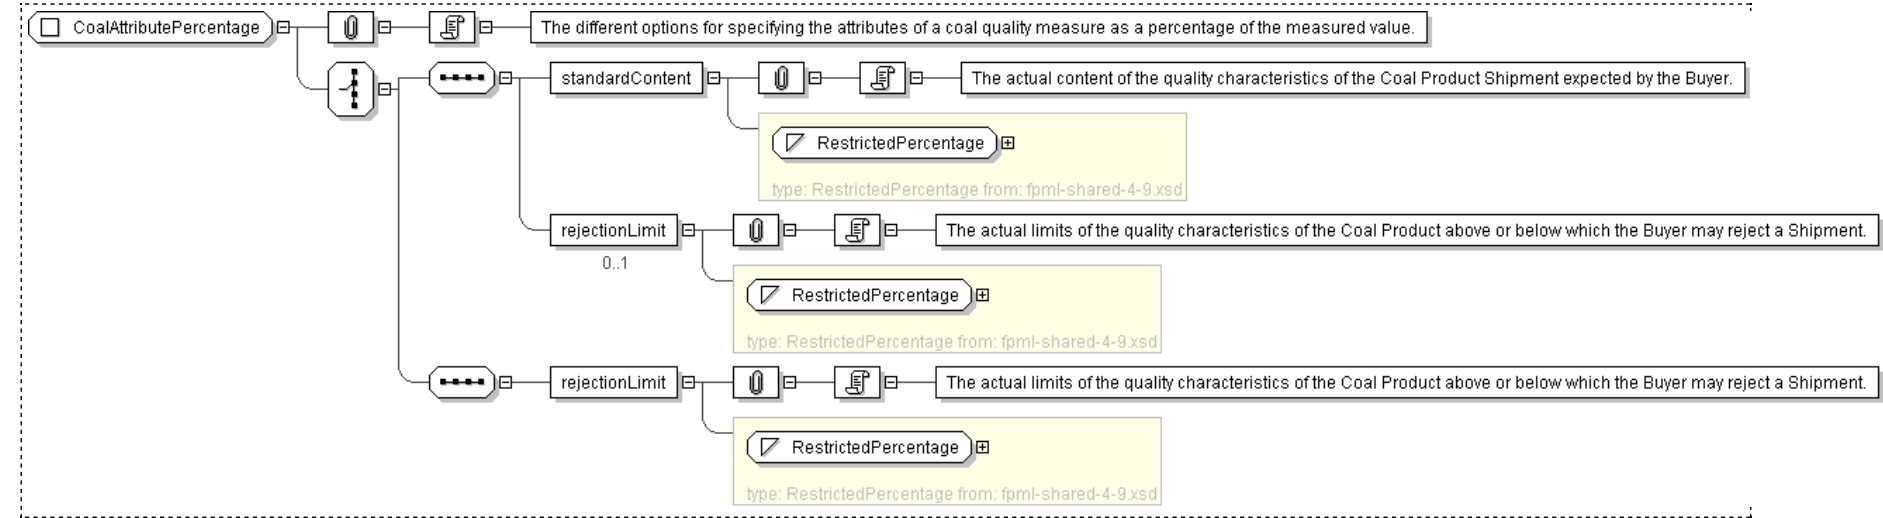 CoalAttributePercentage
The different options for specifying the attributes of a coal quality measure as a percentage of the measured value.
standardContent
The actual content of the quality characteristics of the Coal Product Shipment expected by the Buyer.
RestrictedPercentage
type: RestrictedPercentage from: fpml-shared-4-9.xsd
rejectionLimit
The actual limits of the quality characteristics of the Coal Product above or below which the Buyer may reject a Shipment.
0..1
RestrictedPercentage
type: RestrictedPercentage from: fpml-shared-4-9.xsd
rejectionLimit
The actual limits of the quality characteristics of the Coal Product above or below which the Buyer may reject a Shipment.
RestrictedPercentage
type: RestrictedPercentage from: fpml-shared-4-9.xsd